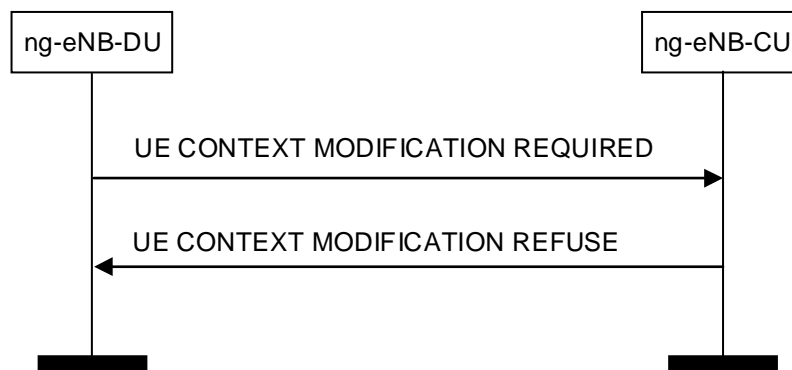 ng-eNB-DU
ng-eNB-CU
UE CONTEXT MODIFICATION REQUIRED
UE CONTEXT MODIFICATION REFUSE